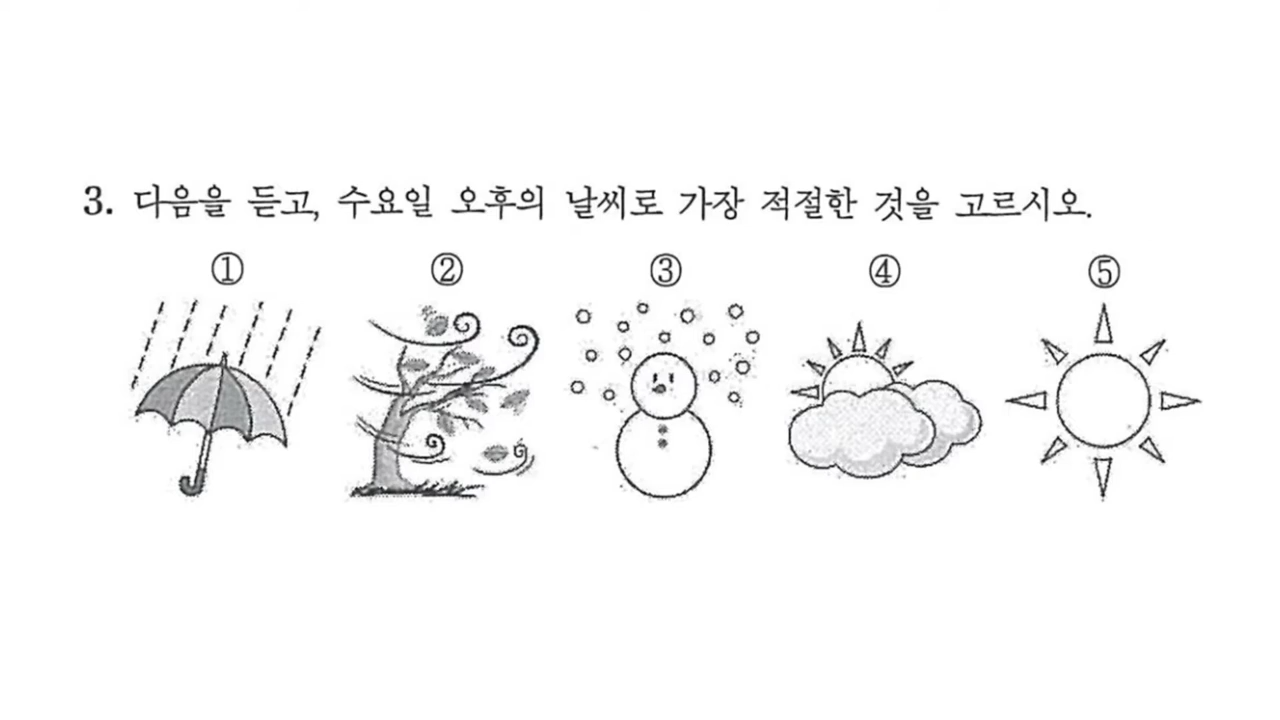 3. 다음을 듣고, 수요일 오후의 날씨로 가장 적절한 것을 고르시오.
① ② ③ ④ ⑤